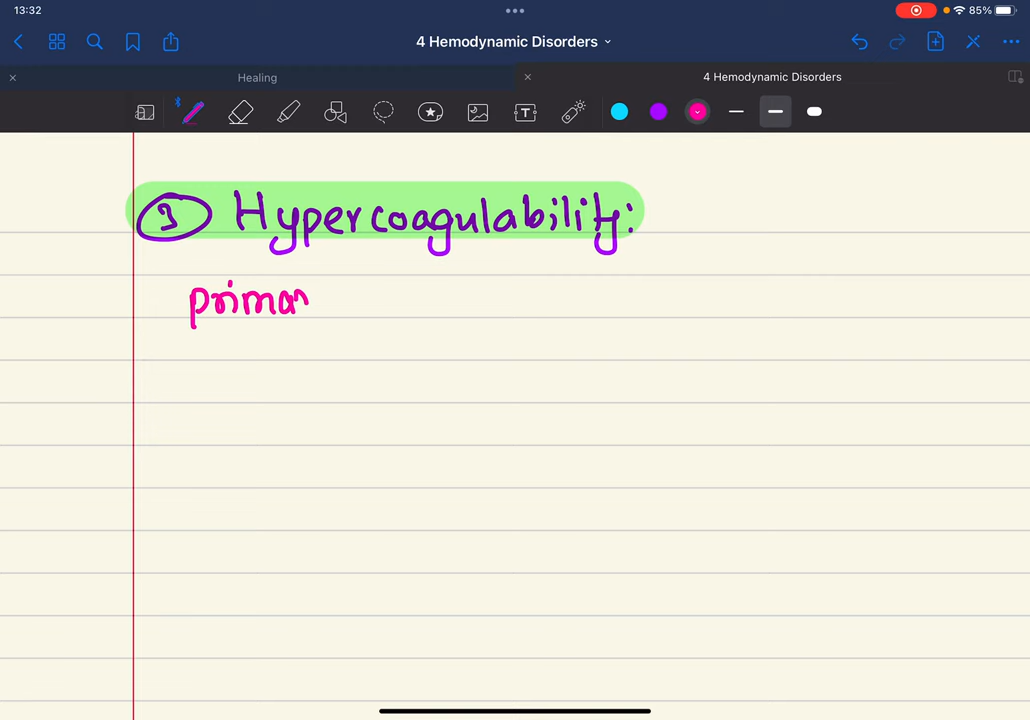 13:32
85%
4 Hemodynamic Disorders
Healing
4 Hemodynamic Disorders
3 Hypercoagulability:
primar